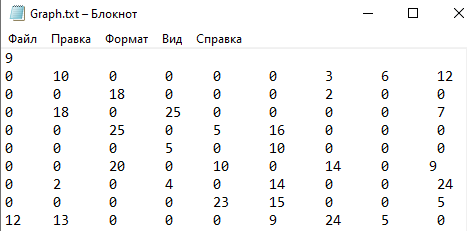 Graph.txt – Блокнот
Файл Правка Формат Вид Справка
9
0 10 0 0 0 0 3 6 12
0 0 18 0 0 0 2 0 0
0 18 0 25 0 0 0 0 7
0 0 25 0 5 16 0 0 0
0 0 0 5 0 10 0 0 0
0 0 20 0 10 0 14 0 9
0 2 0 4 0 14 0 0 24
0 0 0 0 23 15 0 0 5
12 13 0 0 0 9 24 5 0